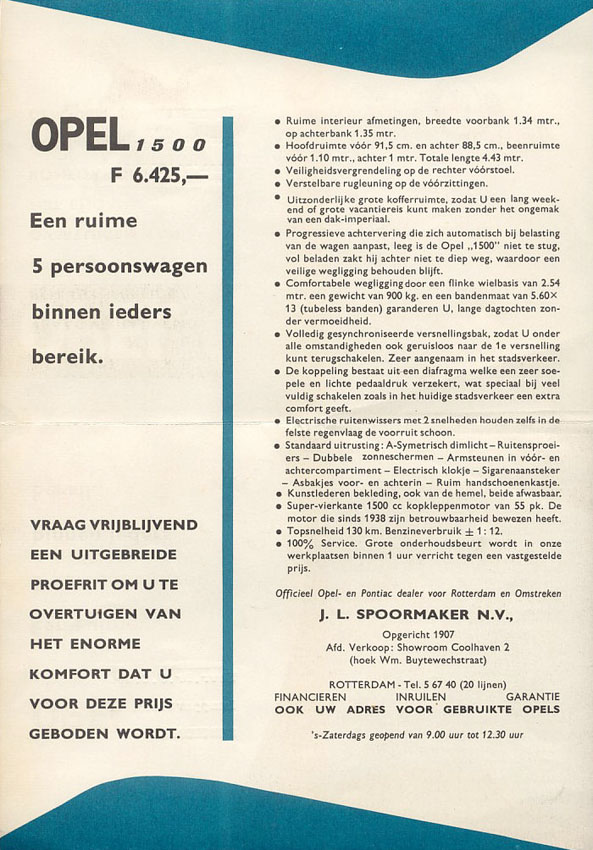 OPEL 1500
F 6.425,—
Een ruime
5 persoonswagen
binnen ieders
bereik.
VRAAG VRIJBLIJVEND
EEN UITGEBREIDE
PROEFRIT OM U TE
OVERTUIGEN VAN
HET ENORME
KOMFORT DAT U
VOOR DEZE PRIJS
GEBODEN WORDT.
● Ruime interieur afmetingen, breedte voorbank 1.34 mtr.,
op achterbank 1.35 mtr.
● Hoofdruimte vóór 91,5 cm. en achter 88,5 cm., beenruimte
vóór 1.10 mtr., achter 1 mtr. Totale lengte 4.43 mtr.
● Veiligheidsvergrendeling op de rechter vóórstoel.
● Verstelbare rugleuning op de vóórzittingen.
● Uitzonderlijke grote kofferruimte, zodat U een lang week-
end of grote vacantiereis kunt maken zonder het ongemak
van een dak-imperiaal.
● Progressieve achtervering die zich automatisch bij belasting
van de wagen aanpast, leeg is de Opel „1500" niet te stug,
vol beladen zakt hij achter niet te diep weg, waardoor een
veilige wegligging behouden blijft.
● Comfortabele wegligging door een flinke wielbasis van 2.54
mtr. een gewicht van 900 kg. en een bandenmaat van 5.60×
13 (tubeless banden) garanderen U, lange dagtochten zon-
der vermoeidheid.
● Volledig gesynchroniseerde versnellingsbak, zodat U onder
alle omstandigheden ook geruisloos naar de 1e versnelling
kunt terugschakelen. Zeer aangenaam in het stadsverkeer.
● De koppeling bestaat uit een diafragma welke een zeer soe-
pele en lichte pedaaldruk verzekert, wat speciaal bij veel
vuldig schakelen zoals in het huidige stadsverkeer een extra
comfort geeft.
● Electrische ruitenwissers met 2 snelheden houden zelfs in de
felste regenvlaag de voorruit schoon.
● Standaard uitrusting: A-Symetrisch dimlicht – Ruitensproei-
ers – Dubbele zonneschermen – Armsteunen in vóór- en
achtercompartiment – Electrisch klokje – Sigarenaansteker
– Asbakjes voor- en achterin – Ruim handschoenenkastje.
● Kunstlederen bekleding, ook van de hemel, beide afwasbaar.
● Super-vierkante 1500 cc kopkleppenmotor van 55 pk. De
motor die sinds 1938 zijn betrouwbaarheid bewezen heeft.
● Topsnelheid 130 km. Benzineverbruik ± 1 : 12.
● 100% Service. Grote onderhoudsbeurt wordt in onze
werkplaatsen binnen 1 uur verricht tegen een vastgestelde
prijs.
Officieel Opel- en Pontiac dealer voor Rotterdam en Omstreken
J. L. SPOORMAKER N.V.,
Opgericht 1907
Afd. Verkoop: Showroom Coolhaven 2
(hoek Wm. Buytewechstraat)
ROTTERDAM - Tel. 5 67 40 (20 lijnen)
FINANCIEREN INRUILEN GARANTIE
OOK UW ADRES VOOR GEBRUIKTE OPELS
's-Zaterdags geopend van 9.00 uur tot 12.30 uur